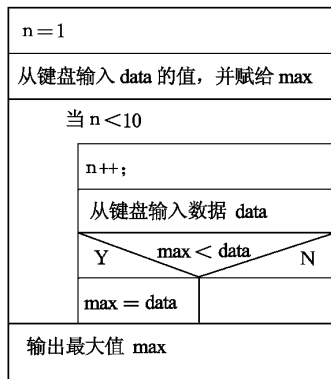 n=1
从键盘输入 data 的值，并赋给 max
当 n<10
n++;
从键盘输入数据 data
max<data
Y
N
max=data
输出最大值 max